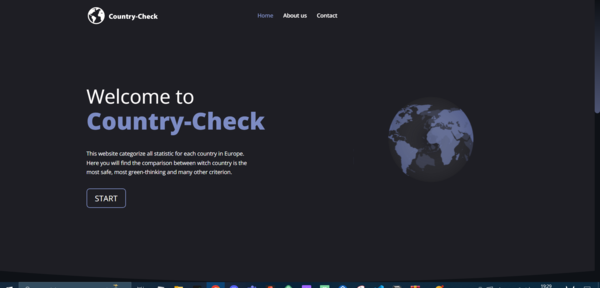 Country-Check
Home About us Contact
Welcome to
Country-Check
This website categorize all statistic for each country in Europe.
Here you will find the comparison between witch country is the
most safe, most green-thinking and many other criterion.
START
19:29